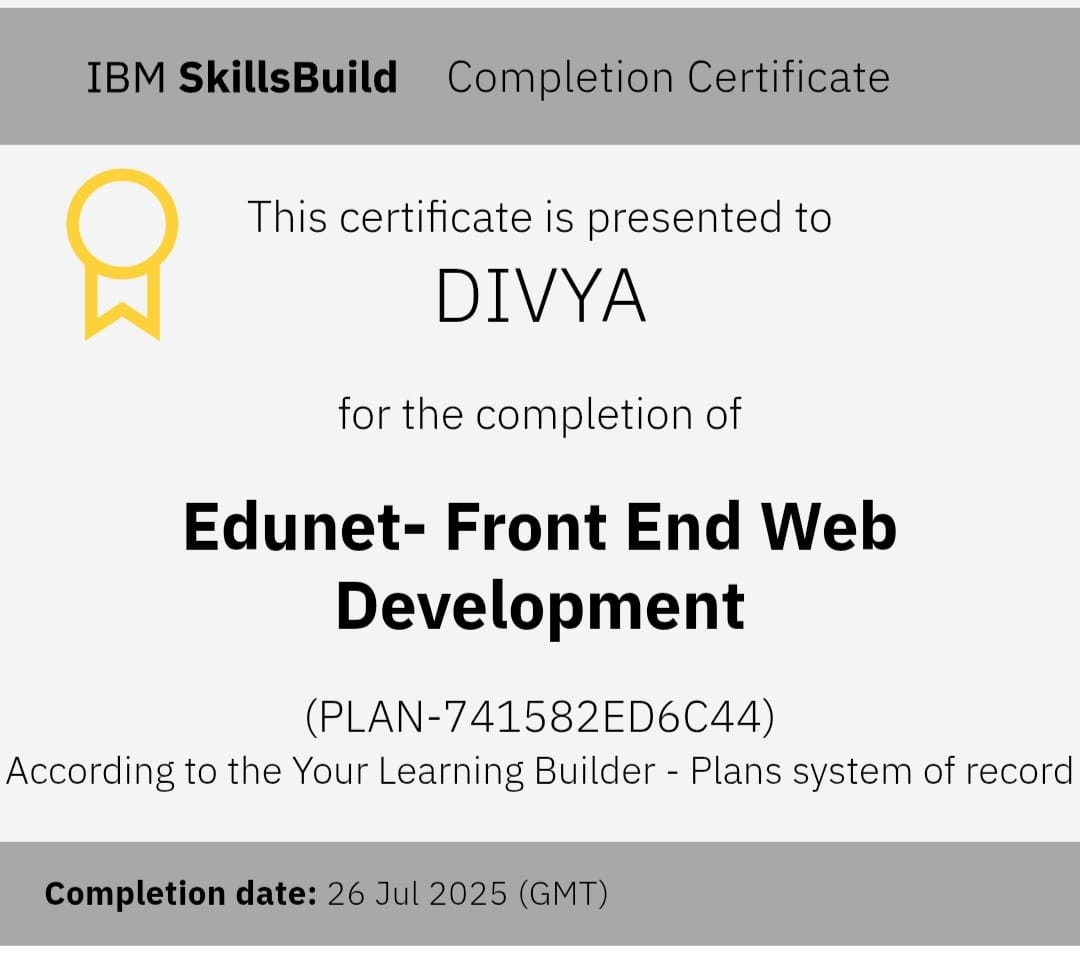 IBM SkillsBuild Completion Certificate
This certificate is presented to
DIVYA
for the completion of
Edunet- Front End Web
Development
(PLAN-741582ED6C44)
According to the Your Learning Builder - Plans system of record
Completion date: 26 Jul 2025 (GMT)